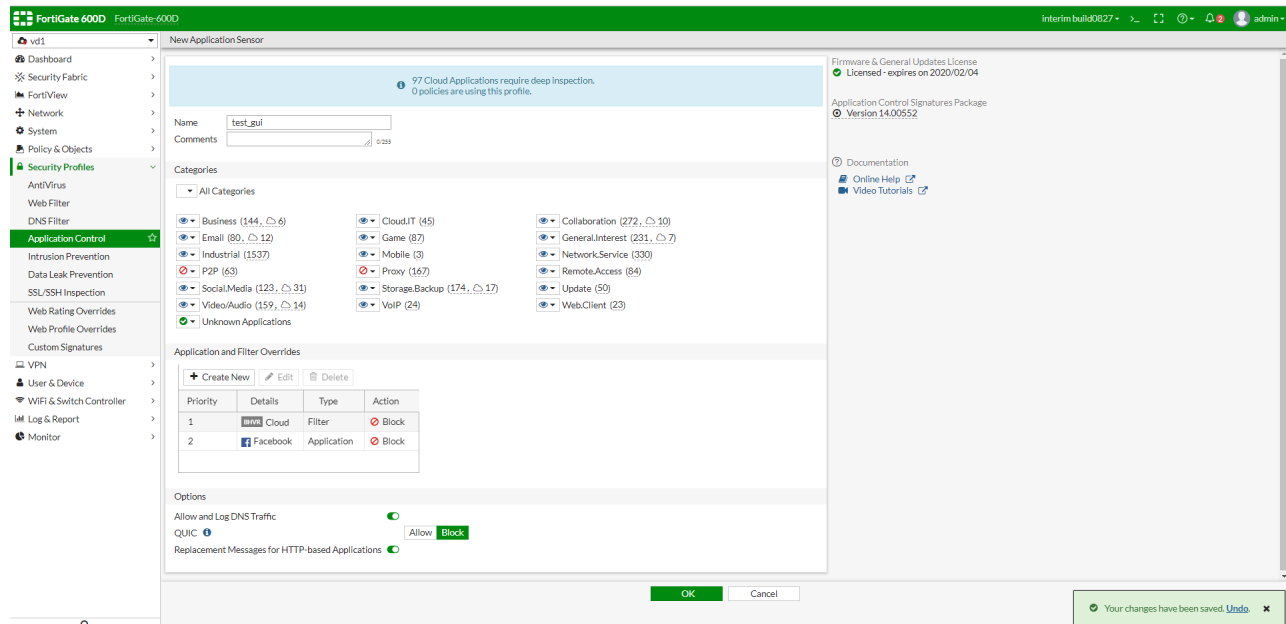 FortiGate 600D FortiGate-600D
interim build0827 >_ 2 admin
vd1
New Application Sensor
Dashboard
Security Fabric
FortiView
Network
System
Policy & Objects
Security Profiles
AntiVirus
Web Filter
DNS Filter
Application Control
Intrusion Prevention
Data Leak Prevention
SSL/SSH Inspection
Web Rating Overrides
Web Profile Overrides
Custom Signatures
VPN
User & Device
WiFi & Switch Controller
Log & Report
Monitor
97 Cloud Applications require deep inspection.
0 policies are using this profile.
Name test_gui
Comments 0/255
Categories
All Categories
Business (144, 6) Cloud.IT (45) Collaboration (272, 10)
Email (80, 12) Game (87) General.Interest (231, 7)
Industrial (1537) Mobile (3) Network.Service (330)
P2P (63) Proxy (167) Remote.Access (84)
Social.Media (123, 31) Storage.Backup (174, 17) Update (50)
Video/Audio (159, 14) VoIP (24) Web.Client (23)
Unknown Applications
Application and Filter Overrides
+ Create New Edit Delete
Priority Details Type Action
1 BHVR Cloud Filter Block
2 Facebook Application Block
Options
Allow and Log DNS Traffic
QUIC Allow Block
Replacement Messages for HTTP-based Applications
OK Cancel
Firmware & General Updates License
Licensed - expires on 2020/02/04
Application Control Signatures Package
Version 14.00552
Documentation
Online Help
Video Tutorials
Your changes have been saved. Undo. ×